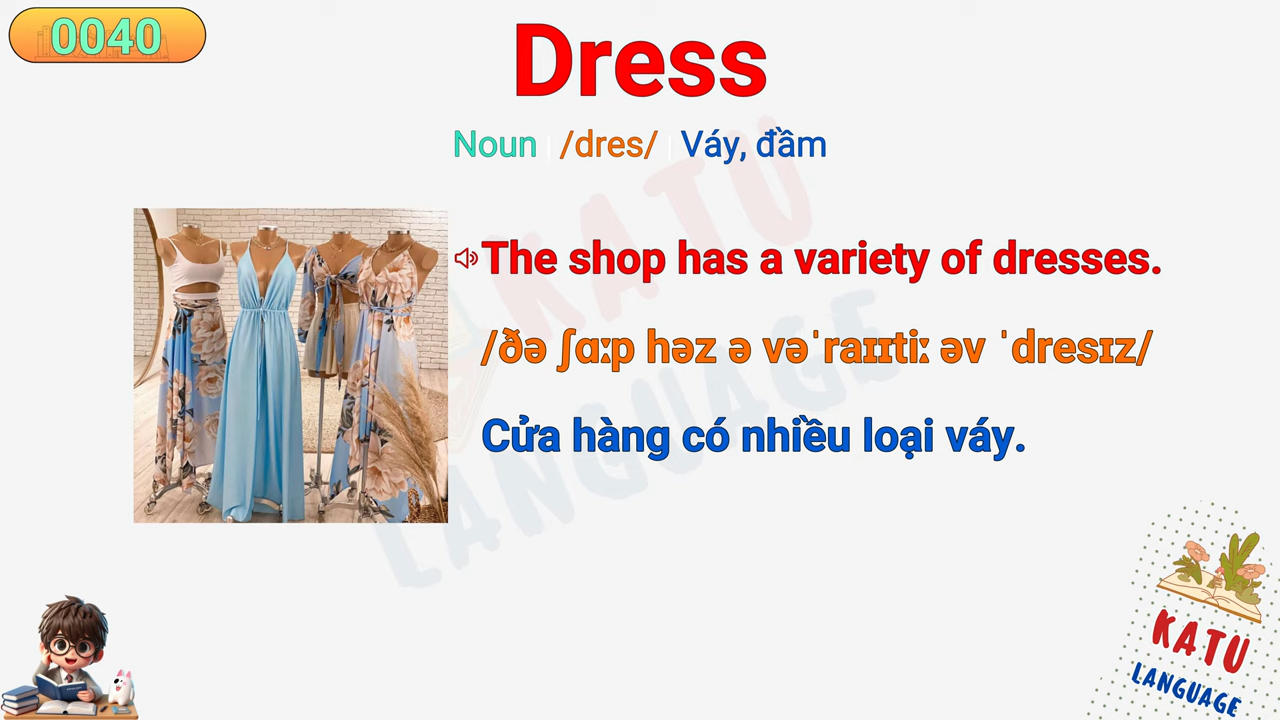 0040
Dress
Noun | /dres/ | Váy, đầm
The shop has a variety of dresses.
/ðə ʃɑːp həz ə vəˈraɪɪtiː əv ˈdresɪz/
Cửa hàng có nhiều loại váy.
KATU
LANGUAGE
KATU
LANGUAGE